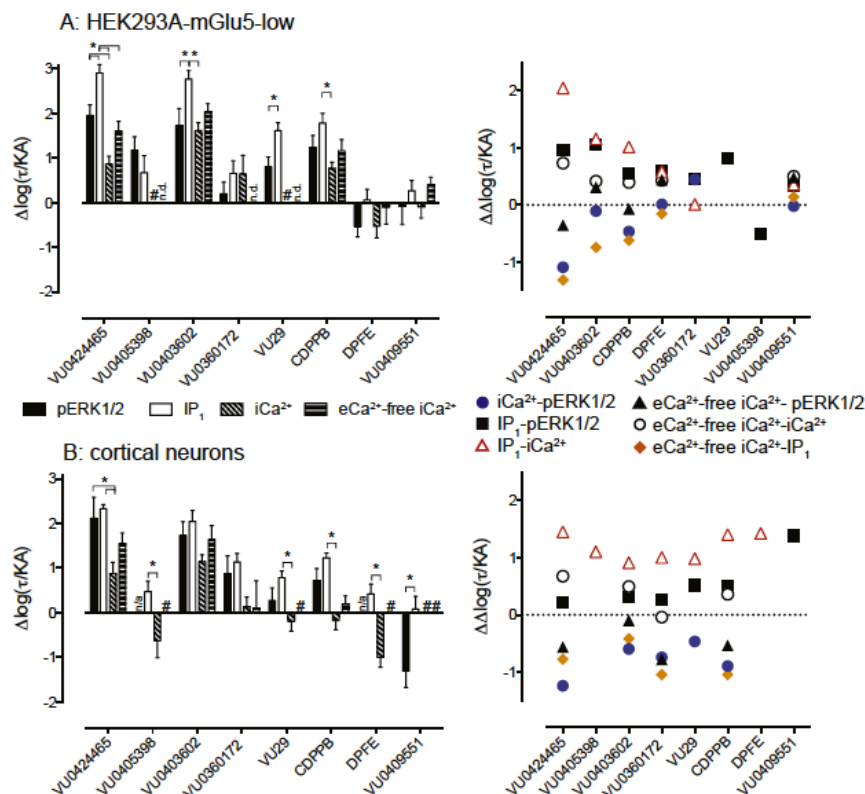 A: HEK293A-mGlu5-low
Δlog(τ/KA)
3
2
1
0
-1
-2
*
* *
*
*
#
n.d.
n.d.
#
n.d.
VU0424465
VU0405398
VU0403602
VU0360172
VU29
CDPPB
DPFE
VU0409551
ΔΔlog(τ/KA)
2
1
0
-1
VU0424465
VU0403602
CDPPB
DPFE
VU0360172
VU29
VU0405398
VU0409551
pERK1/2 IP₁ iCa²⁺ eCa²⁺-free iCa²⁺
iCa²⁺-pERK1/2 eCa²⁺-free iCa²⁺- pERK1/2
IP₁-pERK1/2 eCa²⁺-free iCa²⁺-iCa²⁺
IP₁-iCa²⁺ eCa²⁺-free iCa²⁺-IP₁
B: cortical neurons
Δlog(τ/KA)
3
2
1
0
-1
-2
*
n/a
*
#
*
#
*
n/a
*
#
*
##
VU0424465
VU0405398
VU0403602
VU0360172
VU29
CDPPB
DPFE
VU0409551
ΔΔlog(τ/KA)
2
1
0
-1
VU0424465
VU0405398
VU0403602
VU0360172
VU29
CDPPB
DPFE
VU0409551